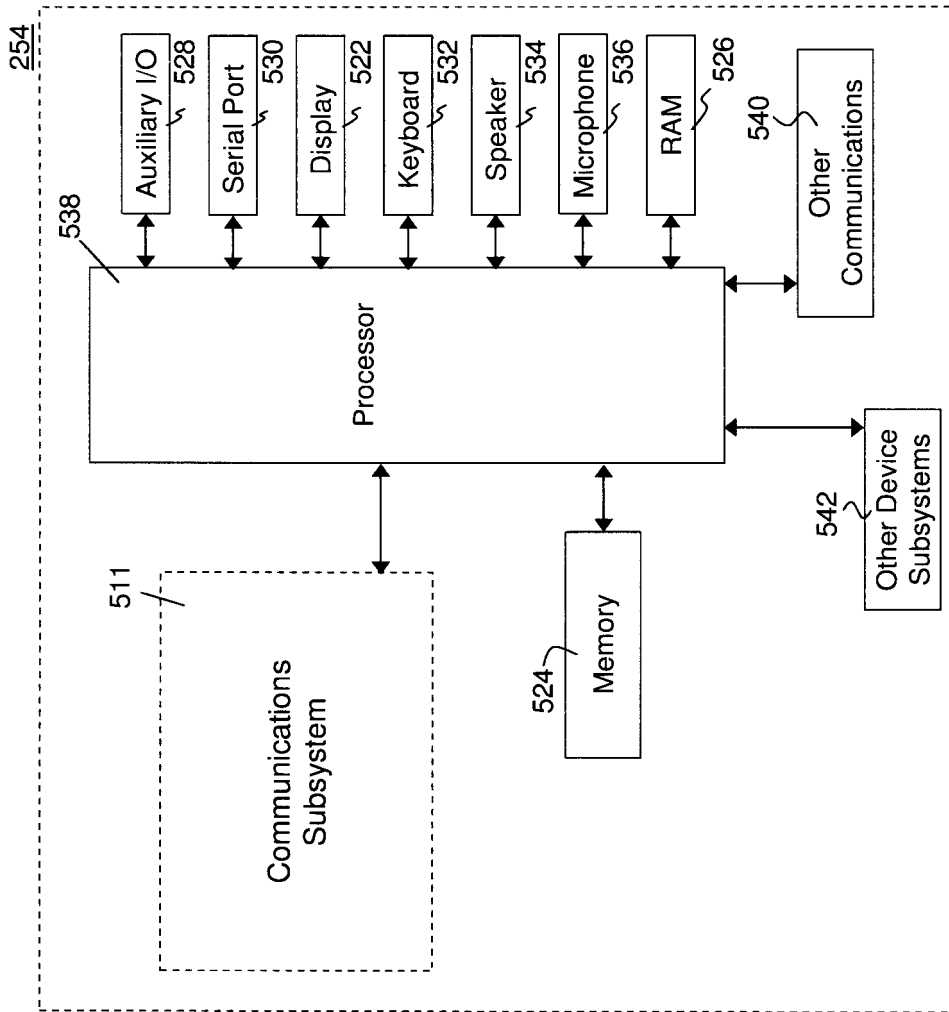 254
538
Processor
Auxiliary I/O
528
Serial Port
530
Display
522
Keyboard
532
Speaker
534
Microphone
536
RAM
526
511
Communications
Subsystem
524
Memory
542
Other Device
Subsystems
540
Other
Communications